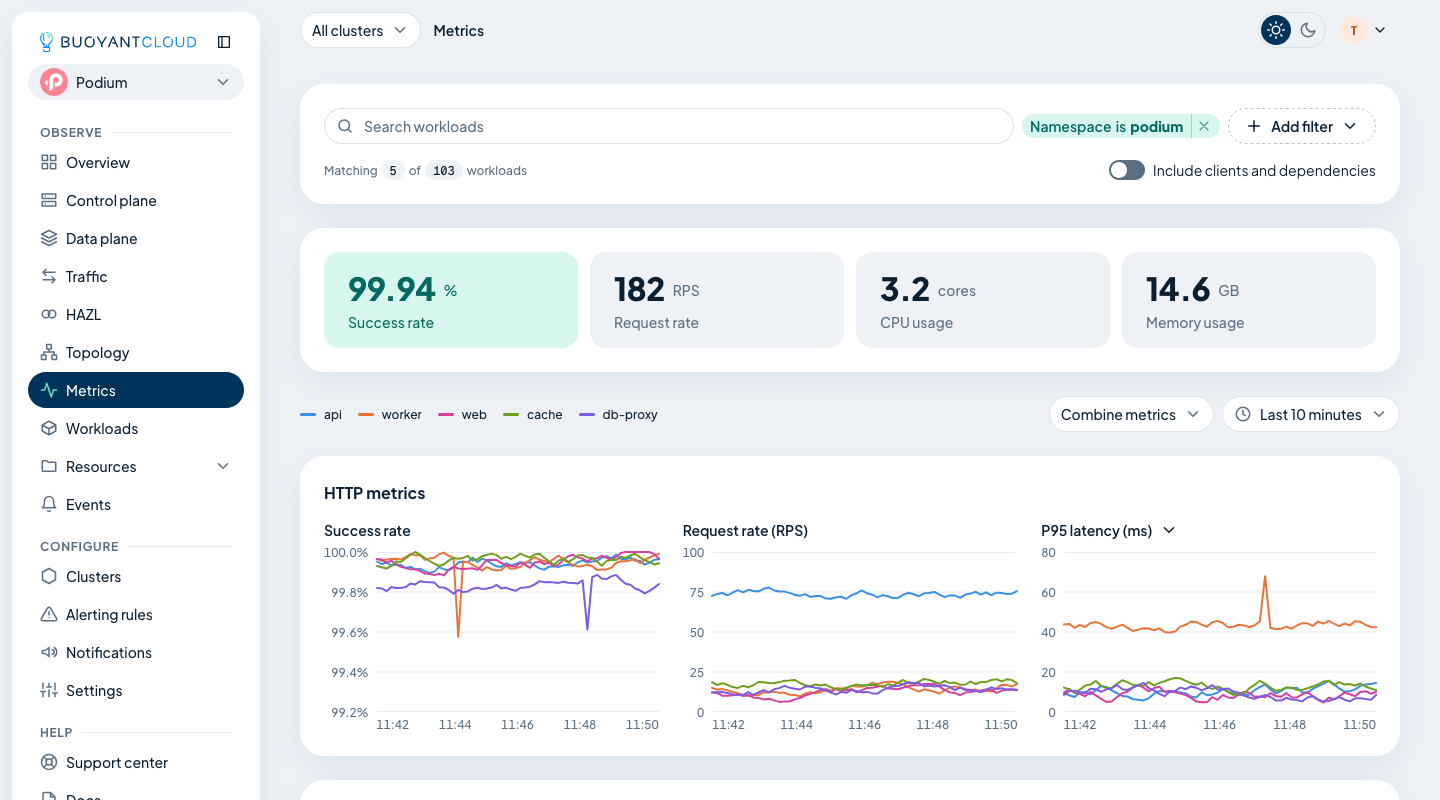 BUOYANTCLOUD
Podium
OBSERVE
Overview
Control plane
Data plane
Traffic
HAZL
Topology
Metrics
Workloads
Resources
Events
CONFIGURE
Clusters
Alerting rules
Notifications
Settings
HELP
Support center
Docs
All clusters
Metrics
T
Search workloads
Namespace is podium
Add filter
Matching 5 of 103 workloads
Include clients and dependencies
99.94 %
Success rate
182 RPS
Request rate
3.2 cores
CPU usage
14.6 GB
Memory usage
api worker web cache db-proxy
Combine metrics
Last 10 minutes
HTTP metrics
Success rate
100.0%
99.8%
99.6%
99.4%
99.2%
11:42 11:44 11:46 11:48 11:50
Request rate (RPS)
100
75
50
25
0
11:42 11:44 11:46 11:48 11:50
P95 latency (ms)
80
60
40
20
0
11:42 11:44 11:46 11:48 11:50